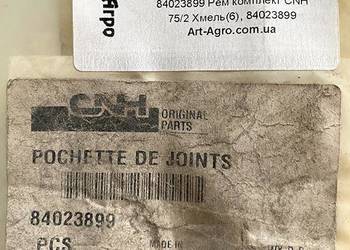 84023899 Рем комплект CNH
75/2 Хмель(6), 84023899
Art-Agro.com.ua
Агро
CNH
ORIGINAL
PARTS
POCHETTE DE JOINTS
84023899
PCS
MADE IN